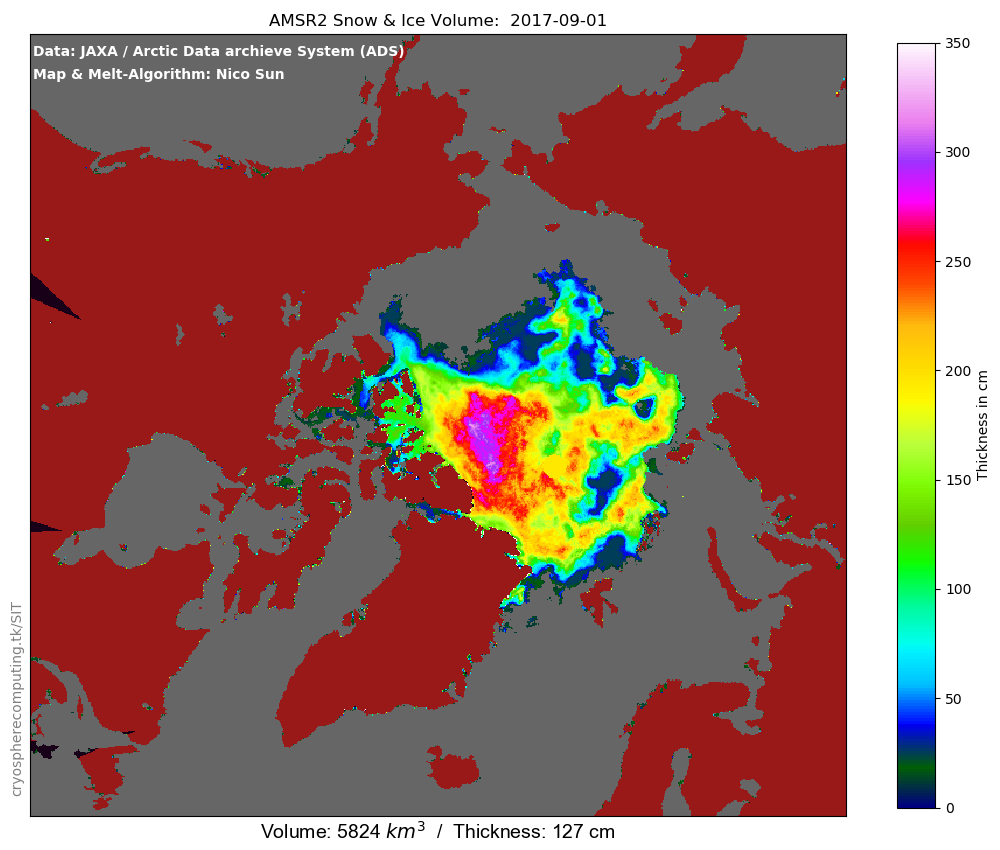 AMSR2 Snow & Ice Volume:  2017-09-01
Data: JAXA / Arctic Data archieve System (ADS)
Map & Melt-Algorithm: Nico Sun
350
300
250
200
150
100
50
0
Thickness in cm
cryospherecomputing.tk/SIT
Volume: 5824 km³  /  Thickness: 127 cm